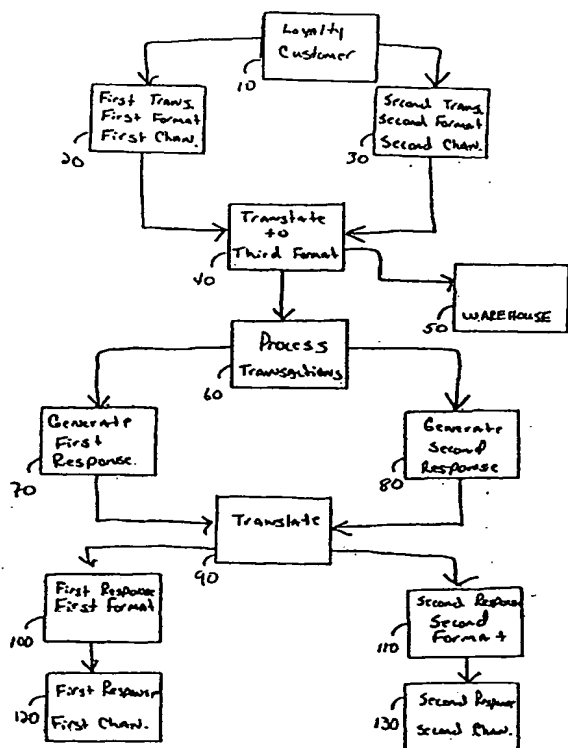 Loyalty
Customer
10
First Trans.
First Format
First Chan.
20
Second Trans.
Second Format
Second Chan.
30
Translate
to
Third Format
40
WAREHOUSE
50
Process
Transactions
60
Generate
First
Response.
70
Generate
Second
Response
80
Translate
90
First Response
First Format
100
Second Response
Second
Format
110
First Response
First Chan.
120
Second Response
Second Chan.
130